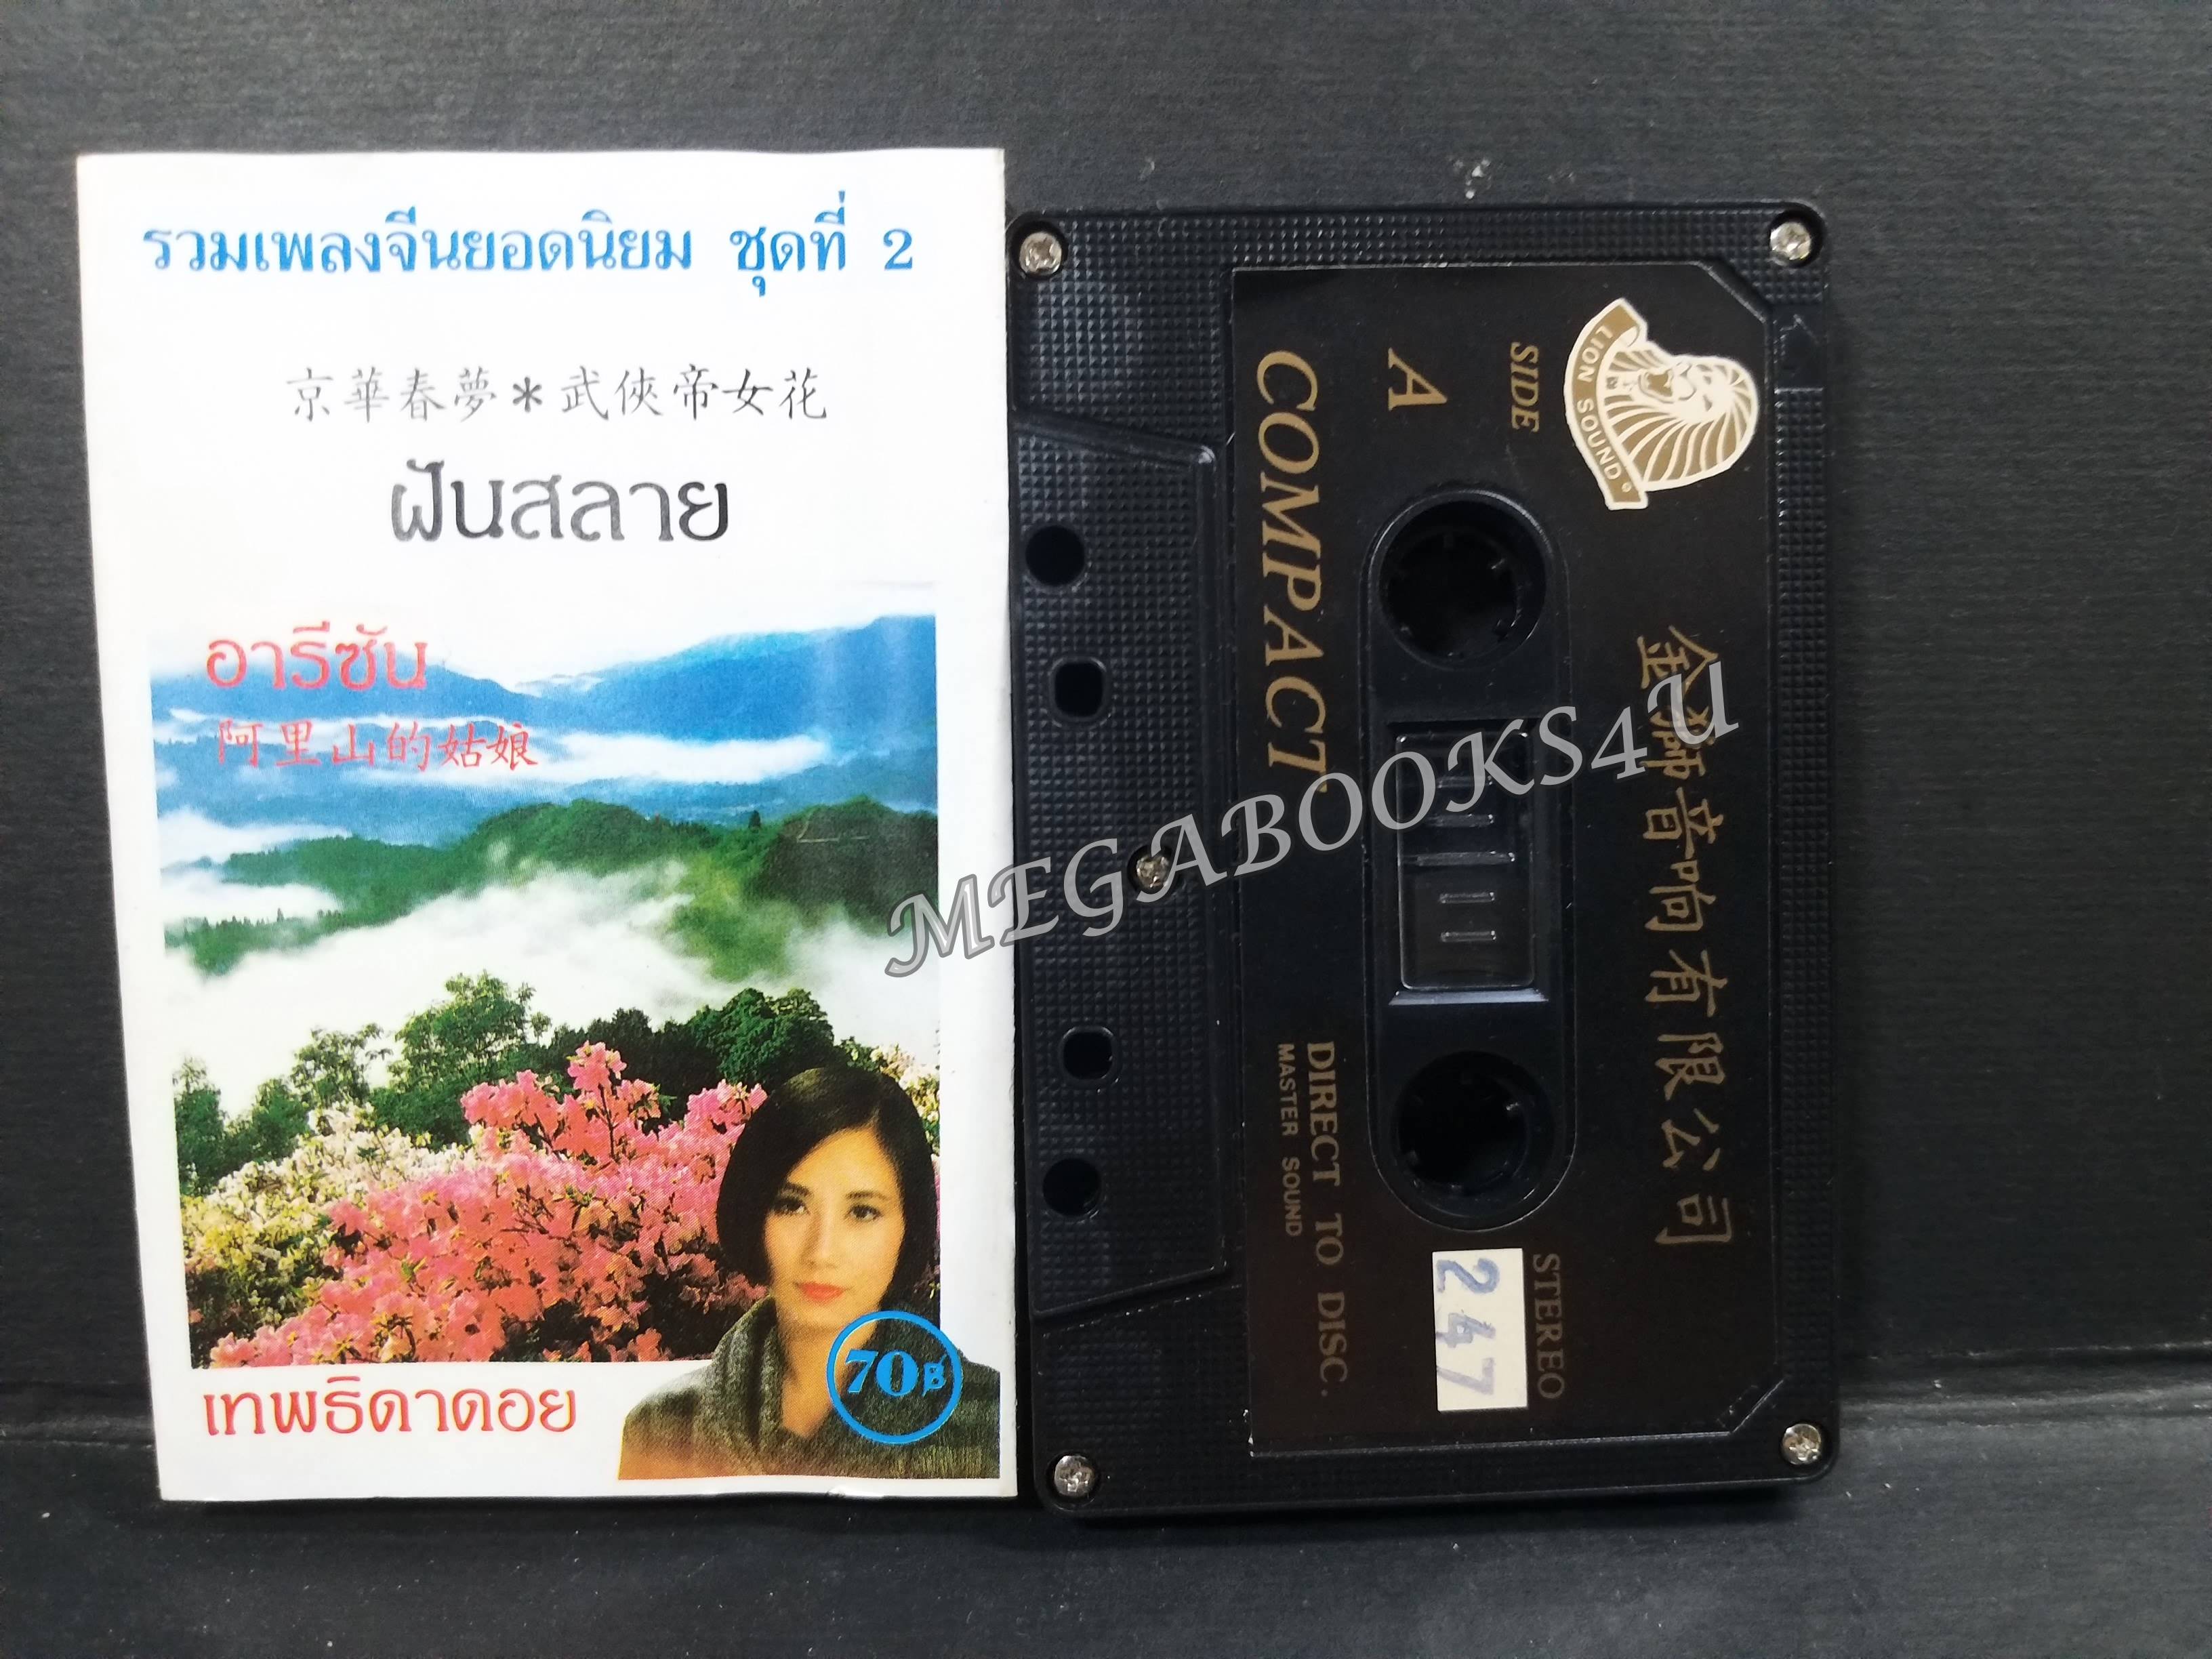 รวมเพลงจีนยอดนิยม ชุดที่ 2
京華春夢*武俠帝女花
ฝันสลาย
อารีซัน
阿里山的姑娘
เทพธิดาดอย
70฿
LION SOUND
SIDE
A
COMPACT
金獅音响有限公司
DIRECT TO DISC.
MASTER SOUND
STEREO
247
MEGABOOKS4U